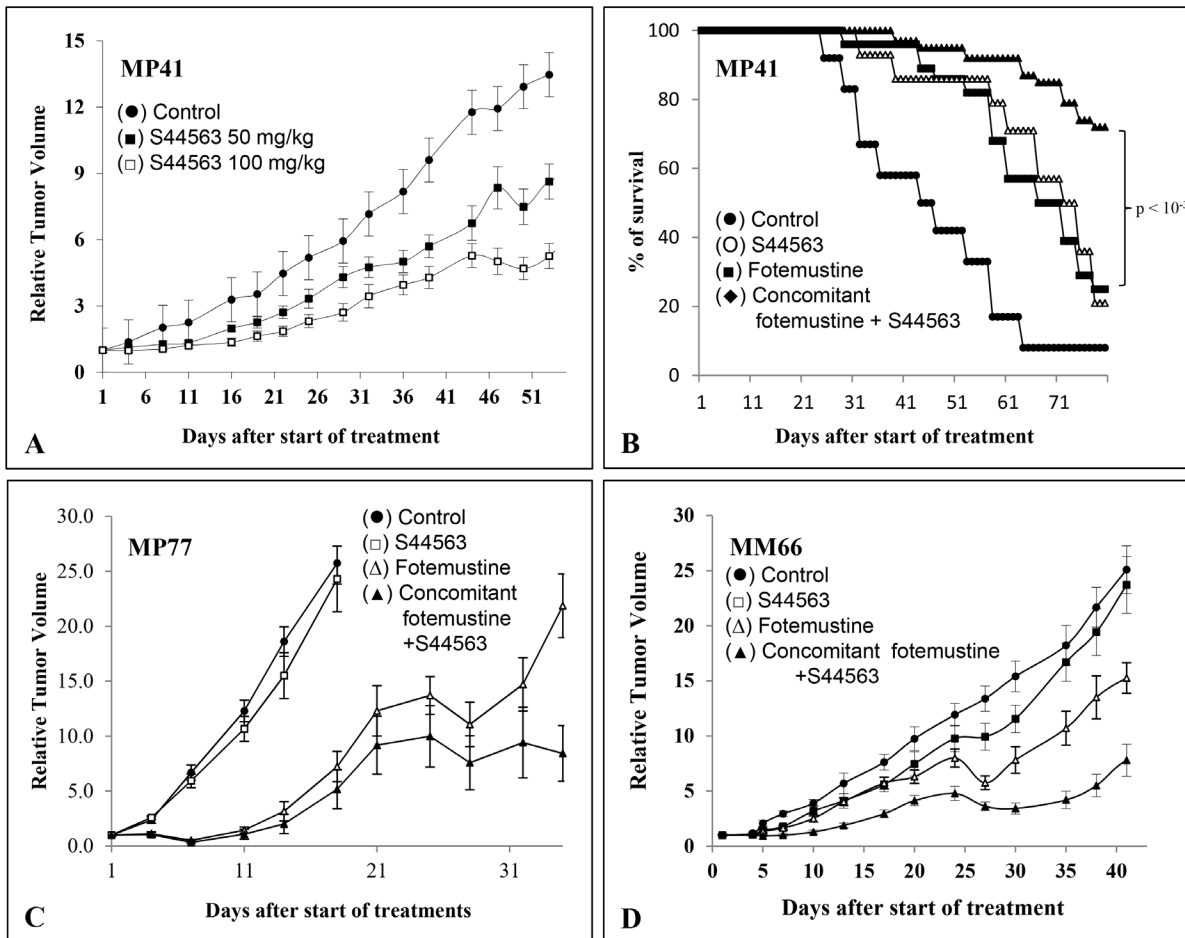 15
12
9
6
3
0
Relative Tumor Volume
MP41
(●) Control
(■) S44563 50 mg/kg
(□) S44563 100 mg/kg
1 6 11 16 21 26 31 36 41 46 51
Days after start of treatment
A
100
80
60
40
20
0
% of survival
MP41
(●) Control
(O) S44563
(■) Fotemustine
(◆) Concomitant
fotemustine + S44563
p < 10⁻³
1 11 21 31 41 51 61 71
Days after start of treatment
B
30.0
25.0
20.0
15.0
10.0
5.0
0.0
Relative Tumor Volume
MP77
(●) Control
(□) S44563
(△) Fotemustine
(▲) Concomitant
fotemustine
+S44563
1 11 21 31
Days after start of treatments
C
30
25
20
15
10
5
0
Relative Tumor Volume
MM66
(●) Control
(□) S44563
(△) Fotemustine
(▲) Concomitant fotemustine
+S44563
0 5 10 15 20 25 30 35 40
Days after start of treatment
D